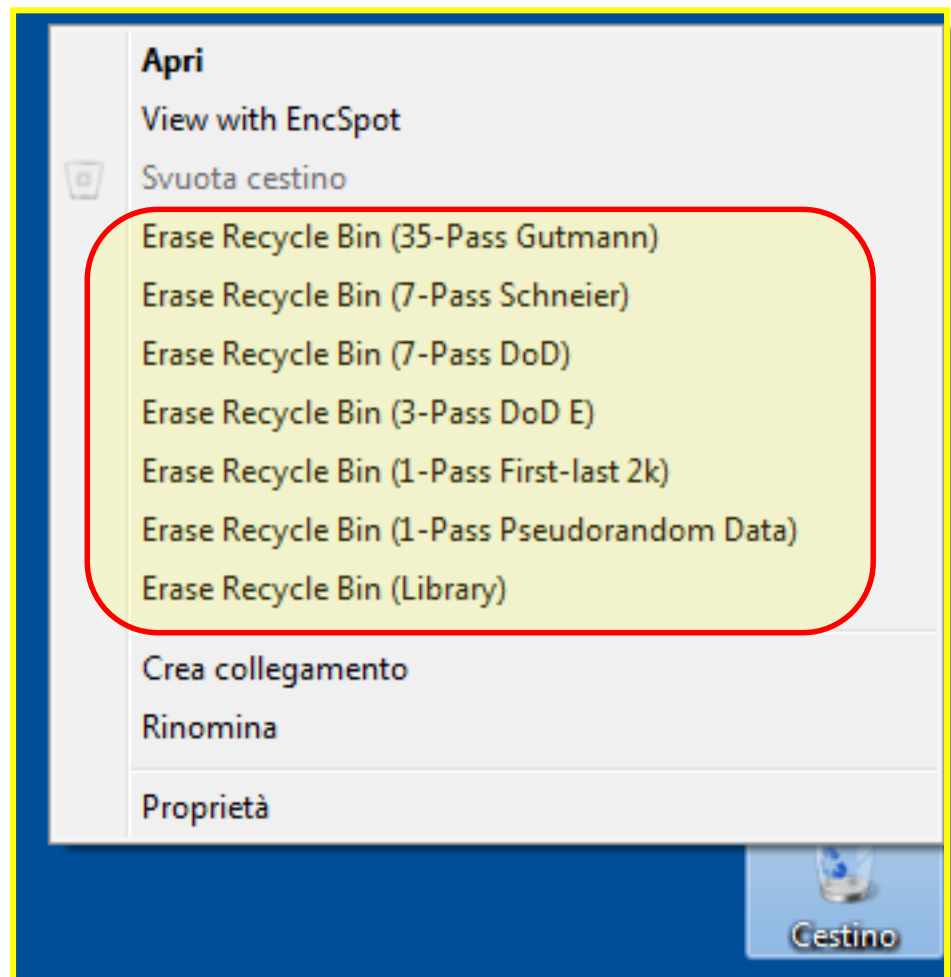 Apri
View with EncSpot
Svuota cestino
Erase Recycle Bin (35-Pass Gutmann)
Erase Recycle Bin (7-Pass Schneier)
Erase Recycle Bin (7-Pass DoD)
Erase Recycle Bin (3-Pass DoD E)
Erase Recycle Bin (1-Pass First-last 2k)
Erase Recycle Bin (1-Pass Pseudorandom Data)
Erase Recycle Bin (Library)
Crea collegamento
Rinomina
Proprietà
Cestino